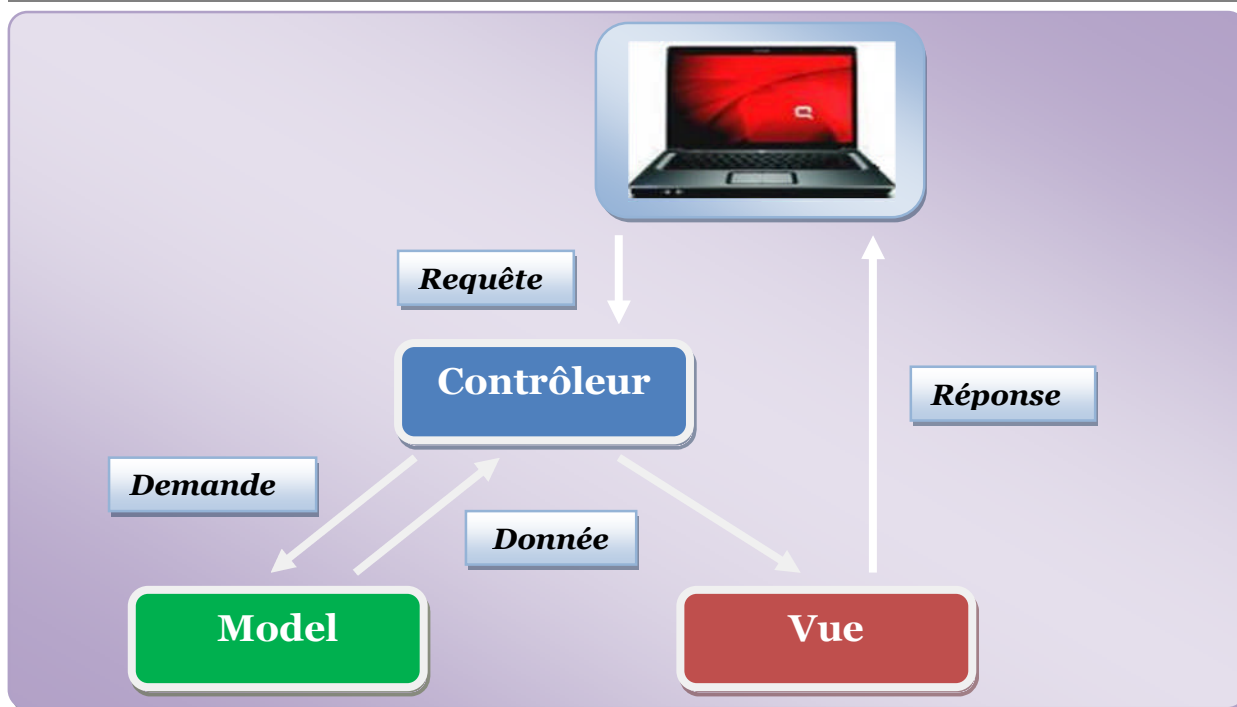 Requête
Contrôleur
Réponse
Demande
Donnée
Model
Vue